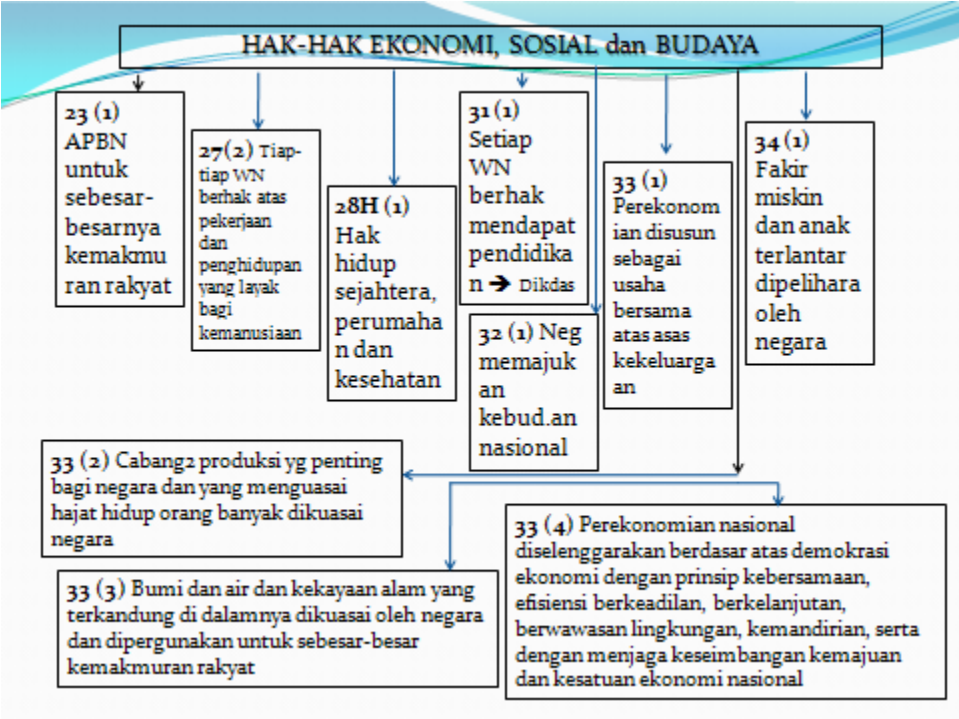 HAK-HAK EKONOMI, SOSIAL dan BUDAYA
23 (1)
APBN
untuk
sebesar-
besarnya
kemakmu
ran rakyat
27(2) Tiap-
tiap WN
berhak atas
pekerjaan
dan
penghidupan
yang layak
bagi
kemanusiaan
28H (1)
Hak
hidup
sejahtera,
perumaha
n dan
kesehatan
31 (1)
Setiap
WN
berhak
mendapat
pendidika
n ➔ Dikdas
32 (1) Neg
memajuk
an
kebud.an
nasional
33 (1)
Perekonom
ian disusun
sebagai
usaha
bersama
atas asas
kekeluarga
an
34 (1)
Fakir
miskin
dan anak
terlantar
dipelihara
oleh
negara
33 (2) Cabang2 produksi yg penting
bagi negara dan yang menguasai
hajat hidup orang banyak dikuasai
negara
33 (3) Bumi dan air dan kekayaan alam yang
terkandung di dalamnya dikuasai oleh negara
dan dipergunakan untuk sebesar-besar
kemakmuran rakyat
33 (4) Perekonomian nasional
diselenggarakan berdasar atas demokrasi
ekonomi dengan prinsip kebersamaan,
efisiensi berkeadilan, berkelanjutan,
berwawasan lingkungan, kemandirian, serta
dengan menjaga keseimbangan kemajuan
dan kesatuan ekonomi nasional